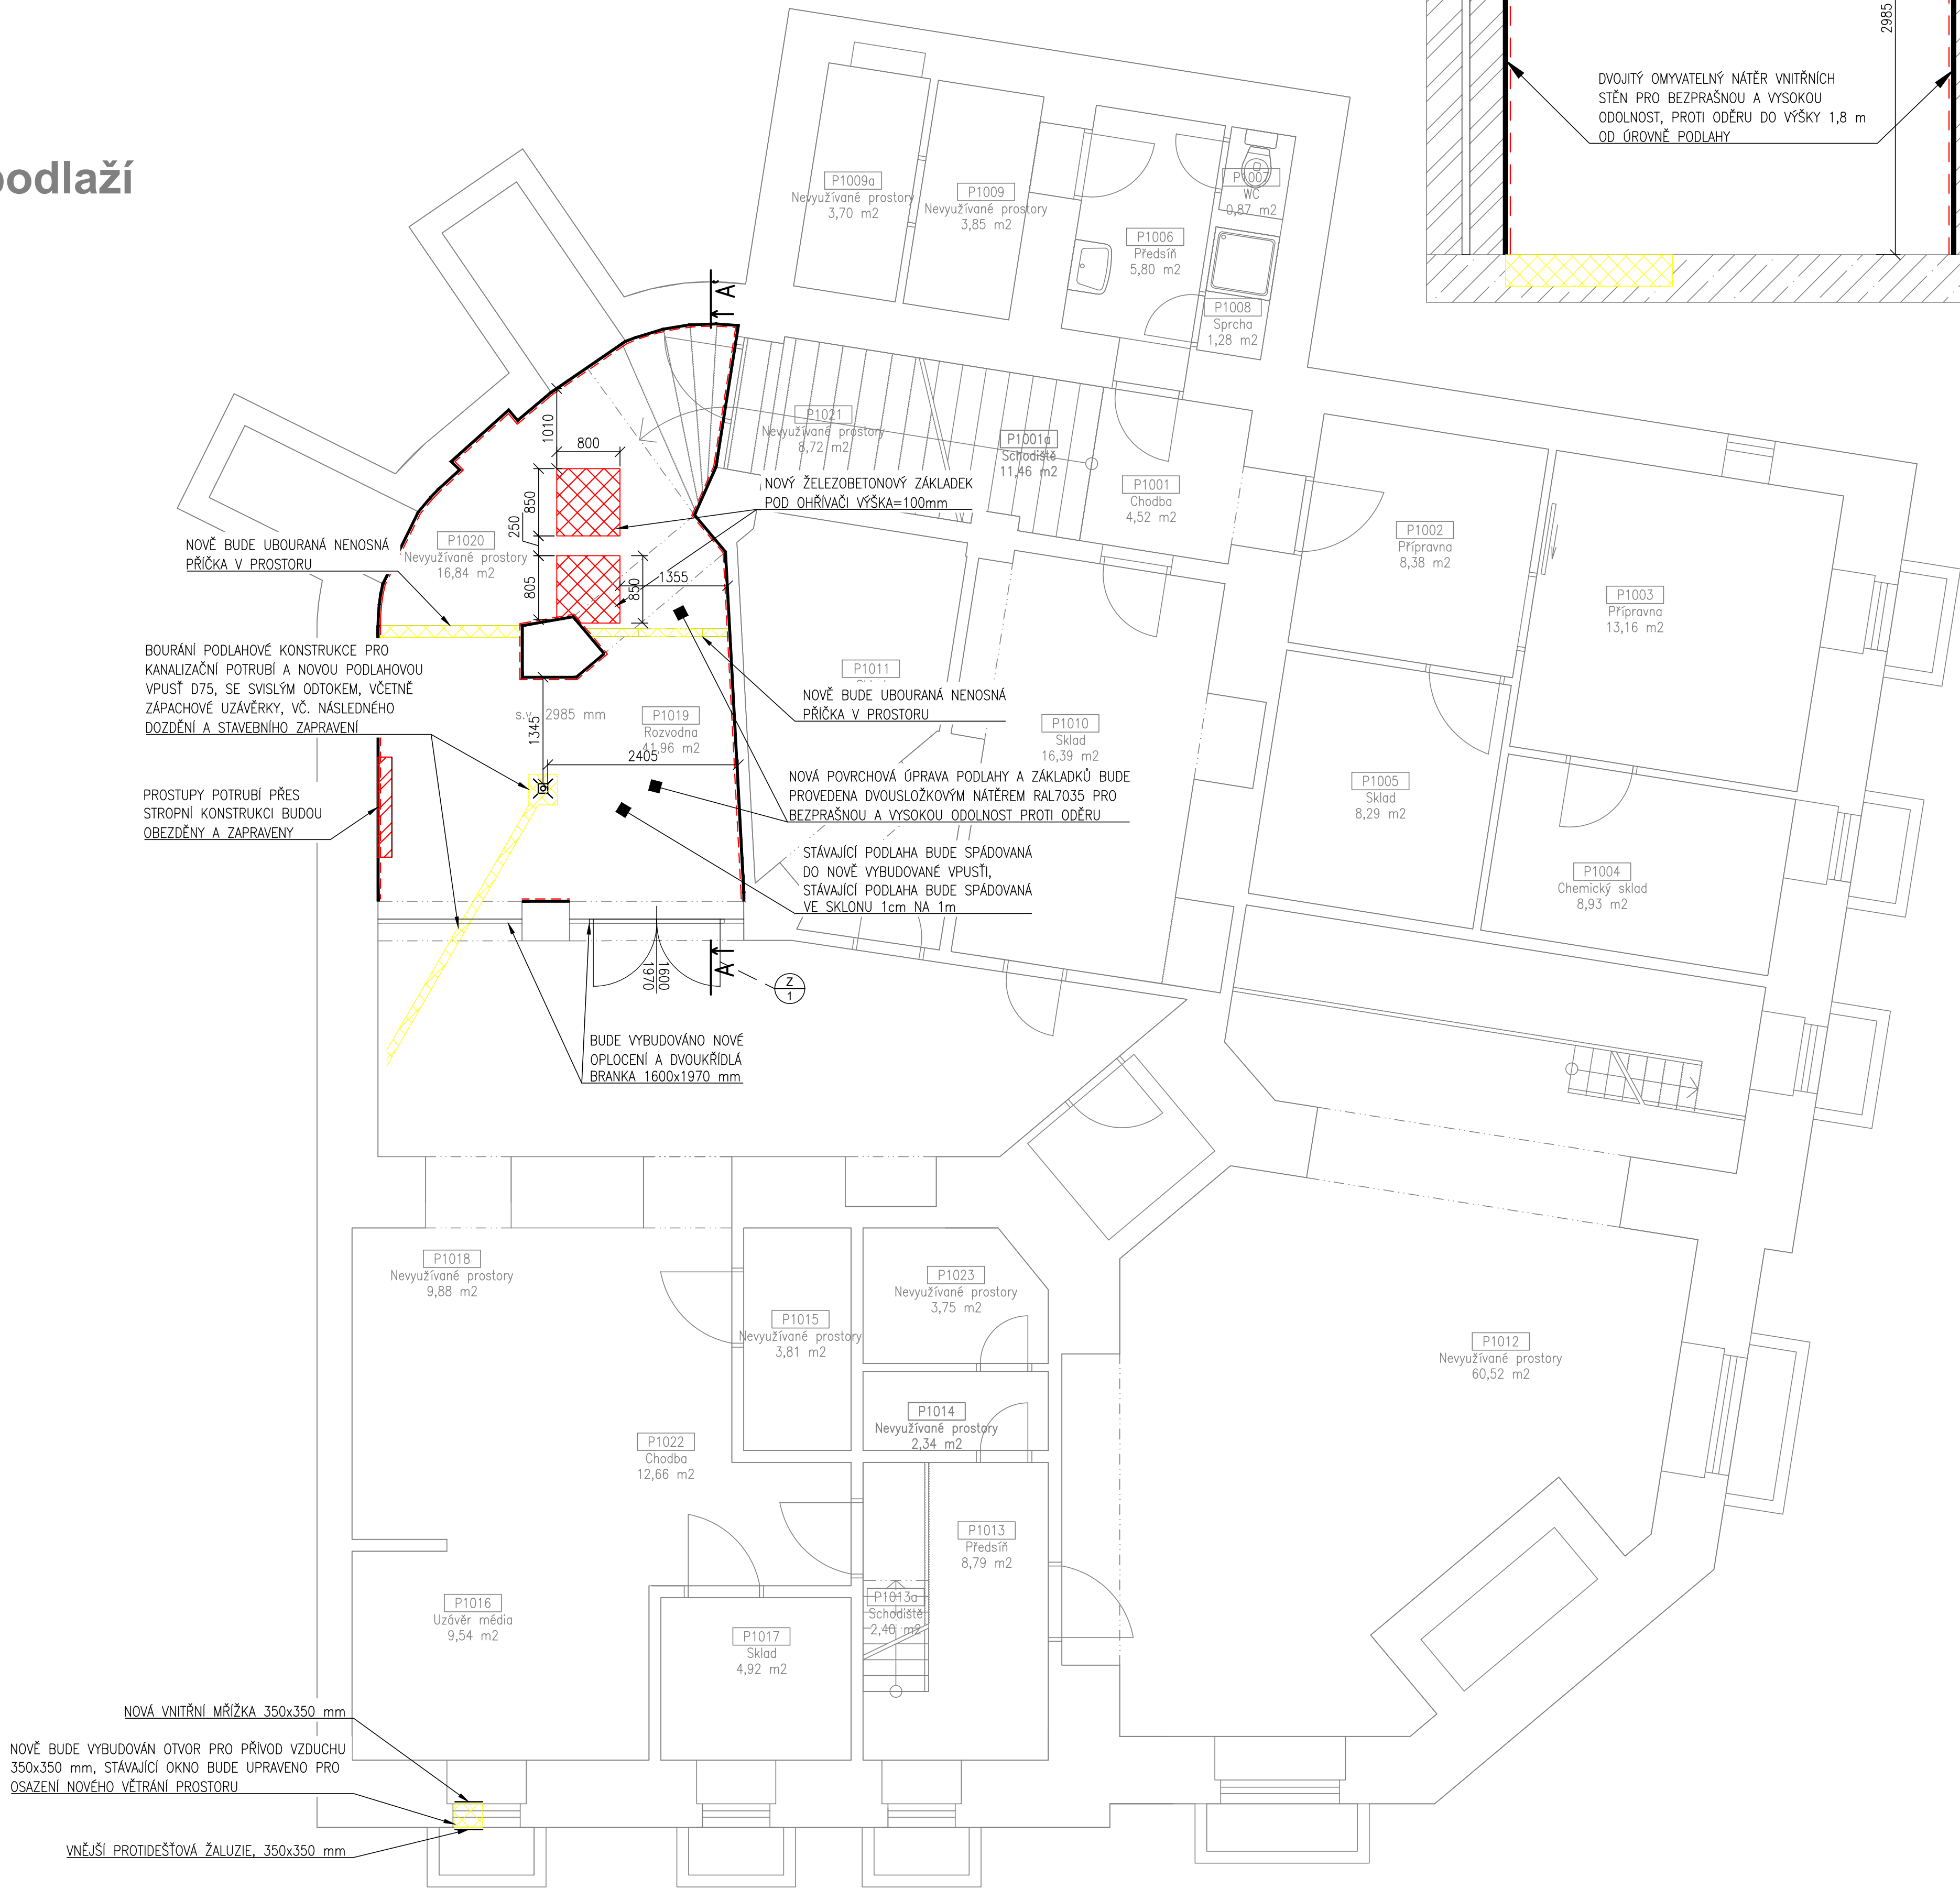 podlaží
2985
DVOJITÝ OMYVATELNÝ NÁTĚR VNITŘNÍCH
STĚN PRO BEZPRAŠNOU A VYSOKOU
ODOLNOST, PROTI ODĚRU DO VÝŠKY 1,8 m
OD ÚROVNĚ PODLAHY
P1009a
Nevyužívané prostory
3,70 m2
P1009
Nevyužívané prostory
3,85 m2
P1007
WC
0,87 m2
P1006
Předsíň
5,80 m2
P1008
Sprcha
1,28 m2
A
1010
800
850
250
805
850
1355
P1021
Nevyužívané prostory
8,72 m2
P1001a
Schodiště
11,46 m2
P1001
Chodba
4,52 m2
NOVÝ ŽELEZOBETONOVÝ ZÁKLADEK
POD OHŘÍVAČI VÝŠKA=100mm
P1002
Přípravna
8,38 m2
P1003
Přípravna
13,16 m2
NOVĚ BUDE UBOURANÁ NENOSNÁ
PŘÍČKA V PROSTORU
P1020
Nevyužívané prostory
16,84 m2
BOURÁNÍ PODLAHOVÉ KONSTRUKCE PRO
KANALIZAČNÍ POTRUBÍ A NOVOU PODLAHOVOU
VPUSŤ D75, SE SVISLÝM ODTOKEM, VČETNĚ
ZÁPACHOVÉ UZÁVĚRKY, VČ. NÁSLEDNÉHO
DOZDĚNÍ A STAVEBNÍHO ZAPRAVENÍ
P1011
NOVĚ BUDE UBOURANÁ NENOSNÁ
PŘÍČKA V PROSTORU
s.v. 2985 mm
1345
P1019
Rozvodna
41,96 m2
2405
P1010
Sklad
16,39 m2
PROSTUPY POTRUBÍ PŘES
STROPNÍ KONSTRUKCI BUDOU
OBEZDĚNY A ZAPRAVENY
NOVÁ POVRCHOVÁ ÚPRAVA PODLAHY A ZÁKLADKŮ BUDE
PROVEDENA DVOUSLOŽKOVÝM NÁTĚREM RAL7035 PRO
BEZPRAŠNOU A VYSOKOU ODOLNOST PROTI ODĚRU
STÁVAJÍCÍ PODLAHA BUDE SPÁDOVANÁ
DO NOVĚ VYBUDOVANÉ VPUSŤI,
STÁVAJÍCÍ PODLAHA BUDE SPÁDOVANÁ
VE SKLONU 1cm NA 1m
P1005
Sklad
8,29 m2
P1004
Chemický sklad
8,93 m2
1600
1970
A
Z
1
BUDE VYBUDOVÁNO NOVÉ
OPLOCENÍ A DVOUKŘÍDLÁ
BRANKA 1600x1970 mm
P1018
Nevyužívané prostory
9,88 m2
P1023
Nevyužívané prostory
3,75 m2
P1015
Nevyužívané prostory
3,81 m2
P1012
Nevyužívané prostory
60,52 m2
P1014
Nevyužívané prostory
2,34 m2
P1022
Chodba
12,66 m2
P1013
Předsíň
8,79 m2
P1016
Uzávěr média
9,54 m2
P1013a
Schodiště
2,40 m2
P1017
Sklad
4,92 m2
NOVÁ VNITŘNÍ MŘÍŽKA 350x350 mm
NOVĚ BUDE VYBUDOVÁN OTVOR PRO PŘÍVOD VZDUCHU
350x350 mm, STÁVAJÍCÍ OKNO BUDE UPRAVENO PRO
OSAZENÍ NOVÉHO VĚTRÁNÍ PROSTORU
VNĚJŠÍ PROTIDEŠŤOVÁ ŽALUZIE, 350x350 mm